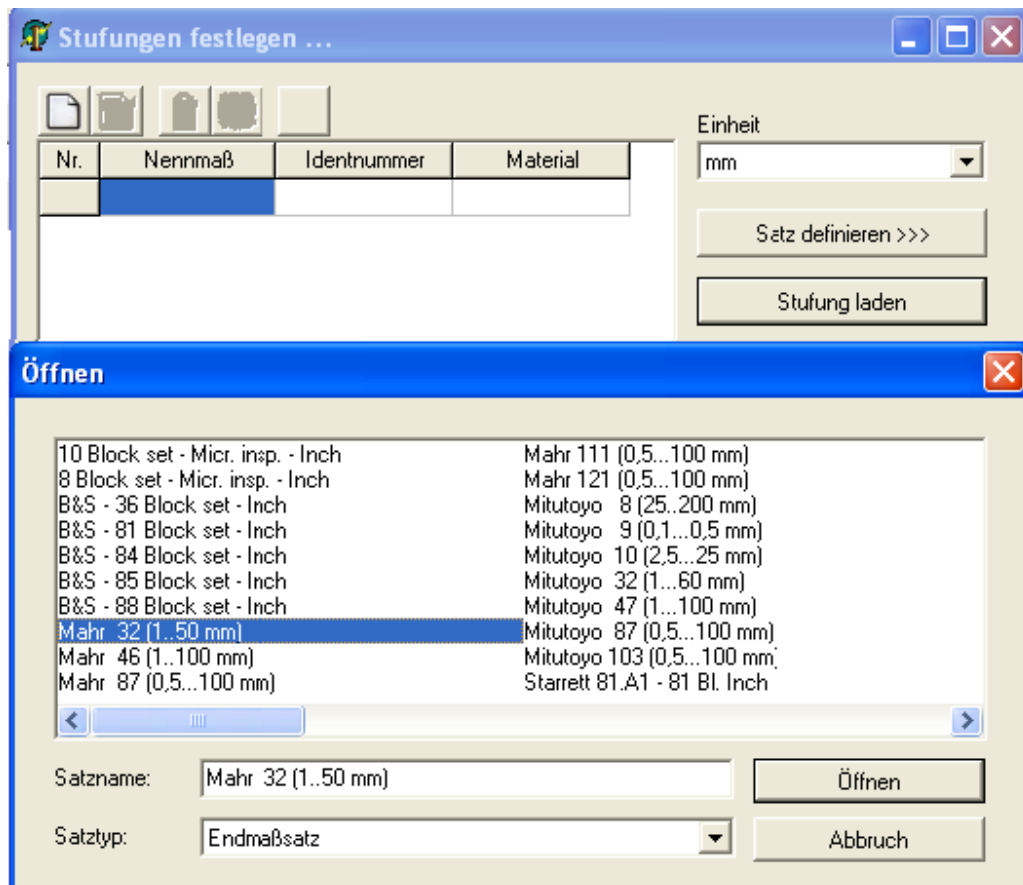 Stufungen festlegen ...
Einheit
Nr. Nennmaß Identnummer Material
mm
Satz definieren >>>
Stufung laden
Öffnen
10 Block set - Micr. insp. - Inch
8 Block set - Micr. insp. - Inch
B&S - 36 Block set - Inch
B&S - 81 Block set - Inch
B&S - 84 Block set - Inch
B&S - 85 Block set - Inch
B&S - 88 Block set - Inch
Mahr 32 (1..50 mm)
Mahr 46 (1..100 mm)
Mahr 87 (0,5...100 mm)
Mahr 111 (0,5...100 mm)
Mahr 121 (0,5...100 mm)
Mitutoyo 8 (25..200 mm)
Mitutoyo 9 (0,1...0,5 mm)
Mitutoyo 10 (2,5...25 mm)
Mitutoyo 32 (1...60 mm)
Mitutoyo 47 (1...100 mm)
Mitutoyo 87 (0,5...100 mm)
Mitutoyo 103 (0,5...100 mm)
Starrett 81.A1 - 81 Bl. Inch
Satzname: Mahr 32 (1..50 mm)
Öffnen
Satztyp: Endmaßsatz
Abbruch